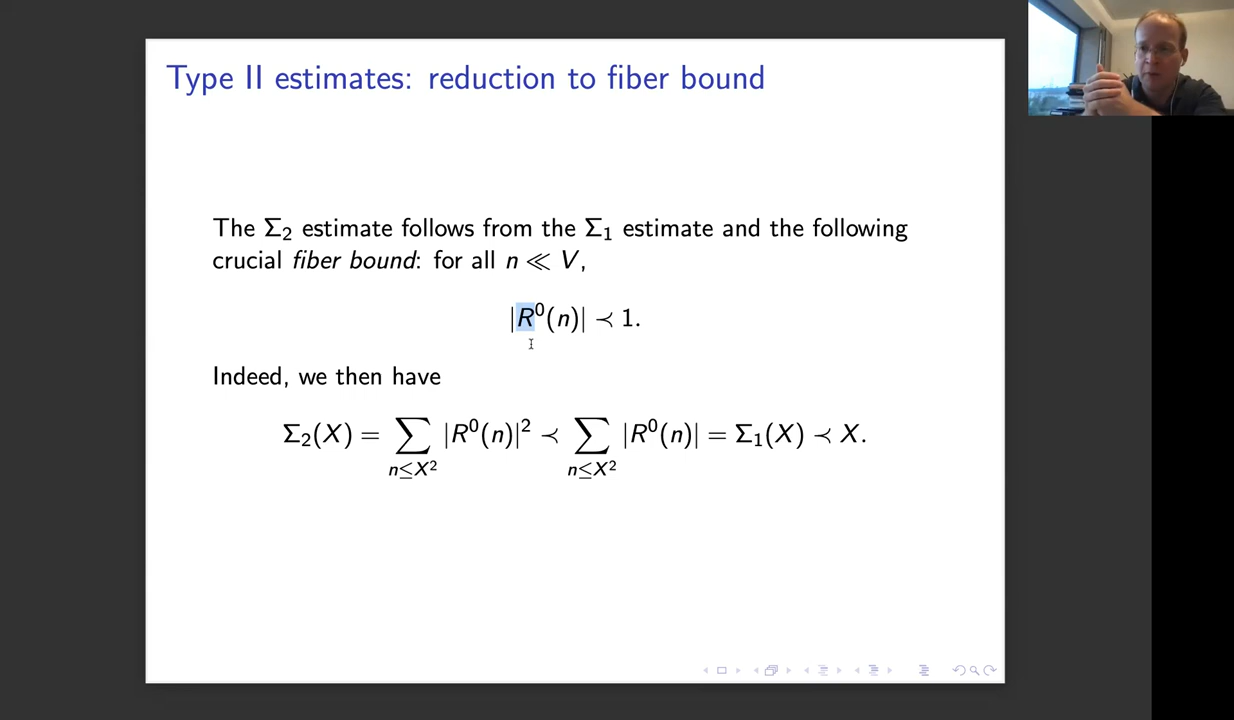 Type II estimates: reduction to fiber bound
The Σ₂ estimate follows from the Σ₁ estimate and the following
crucial fiber bound: for all n ≪ V,
|R⁰(n)| ≺ 1.
Indeed, we then have
Σ₂(X) = ∑_{n≤X²} |R⁰(n)|² ≺ ∑_{n≤X²} |R⁰(n)| = Σ₁(X) ≺ X.